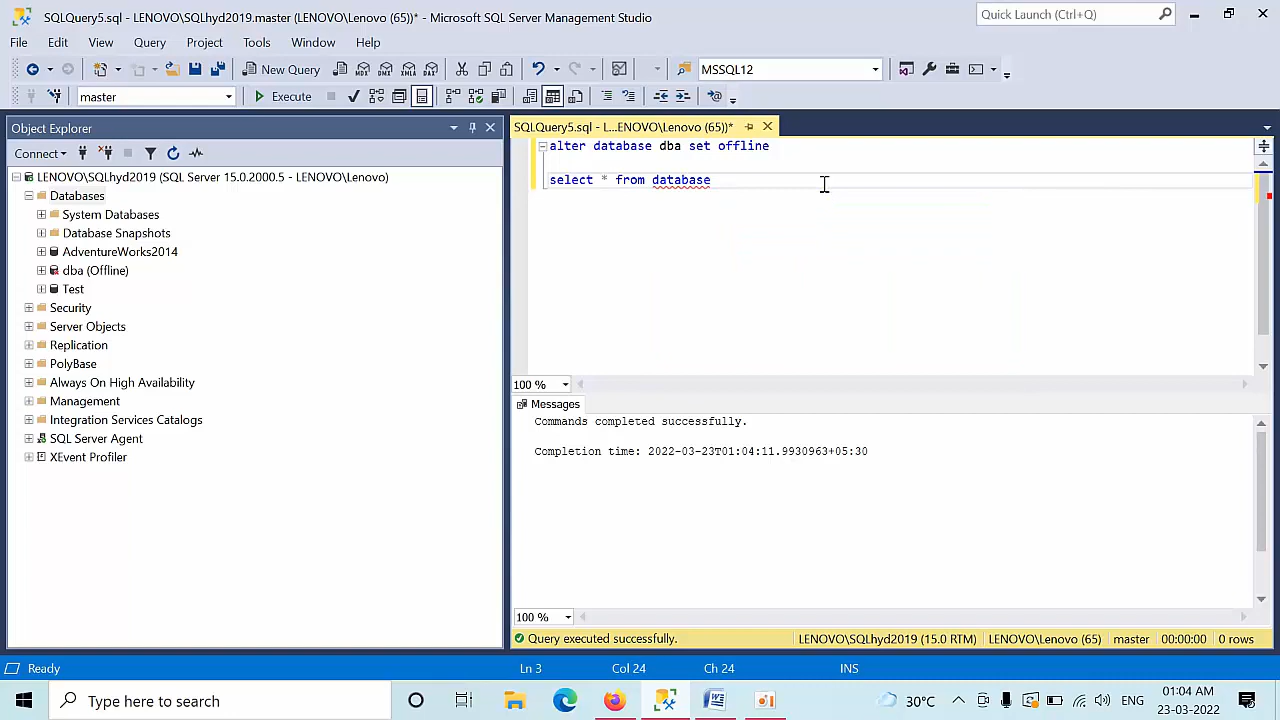 SQLQuery5.sql - LENOVO\SQLhyd2019.master (LENOVO\Lenovo (65))* - Microsoft SQL Server Management Studio
Quick Launch (Ctrl+Q)
File Edit View Query Project Tools Window Help
New Query MDX DMX XMLA DAX MSSQL12
master Execute
Object Explorer
SQLQuery5.sql - L...ENOVO\Lenovo (65))*
Connect
LENOVO\SQLhyd2019 (SQL Server 15.0.2000.5 - LENOVO\Lenovo)
Databases
System Databases
Database Snapshots
AdventureWorks2014
dba (Offline)
Test
Security
Server Objects
Replication
PolyBase
Always On High Availability
Management
Integration Services Catalogs
SQL Server Agent
XEvent Profiler
alter database dba set offline
select * from database
100 %
Messages
Commands completed successfully.
Completion time: 2022-03-23T01:04:11.9930963+05:30
100 %
Query executed successfully. LENOVO\SQLhyd2019 (15.0 RTM) LENOVO\Lenovo (65) master 00:00:00 0 rows
Ready Ln 3 Col 24 Ch 24 INS
Type here to search 30°C ENG 01:04 AM
23-03-2022